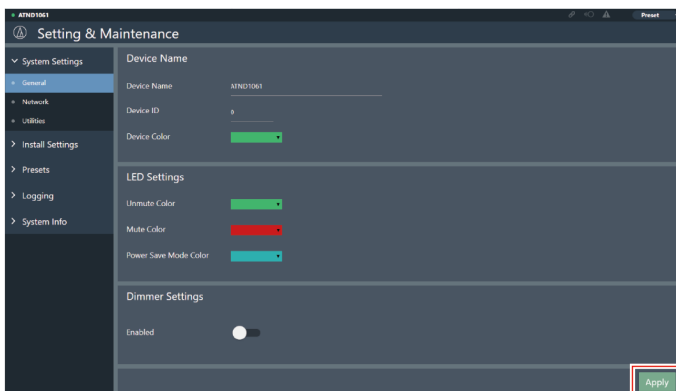 ATND1061
Preset
Setting & Maintenance
System Settings
General
Network
Utilities
Install Settings
Presets
Logging
System Info
Device Name
Device Name ATND1061
Device ID 0
Device Color
LED Settings
Unmute Color
Mute Color
Power Save Mode Color
Dimmer Settings
Enabled
Apply